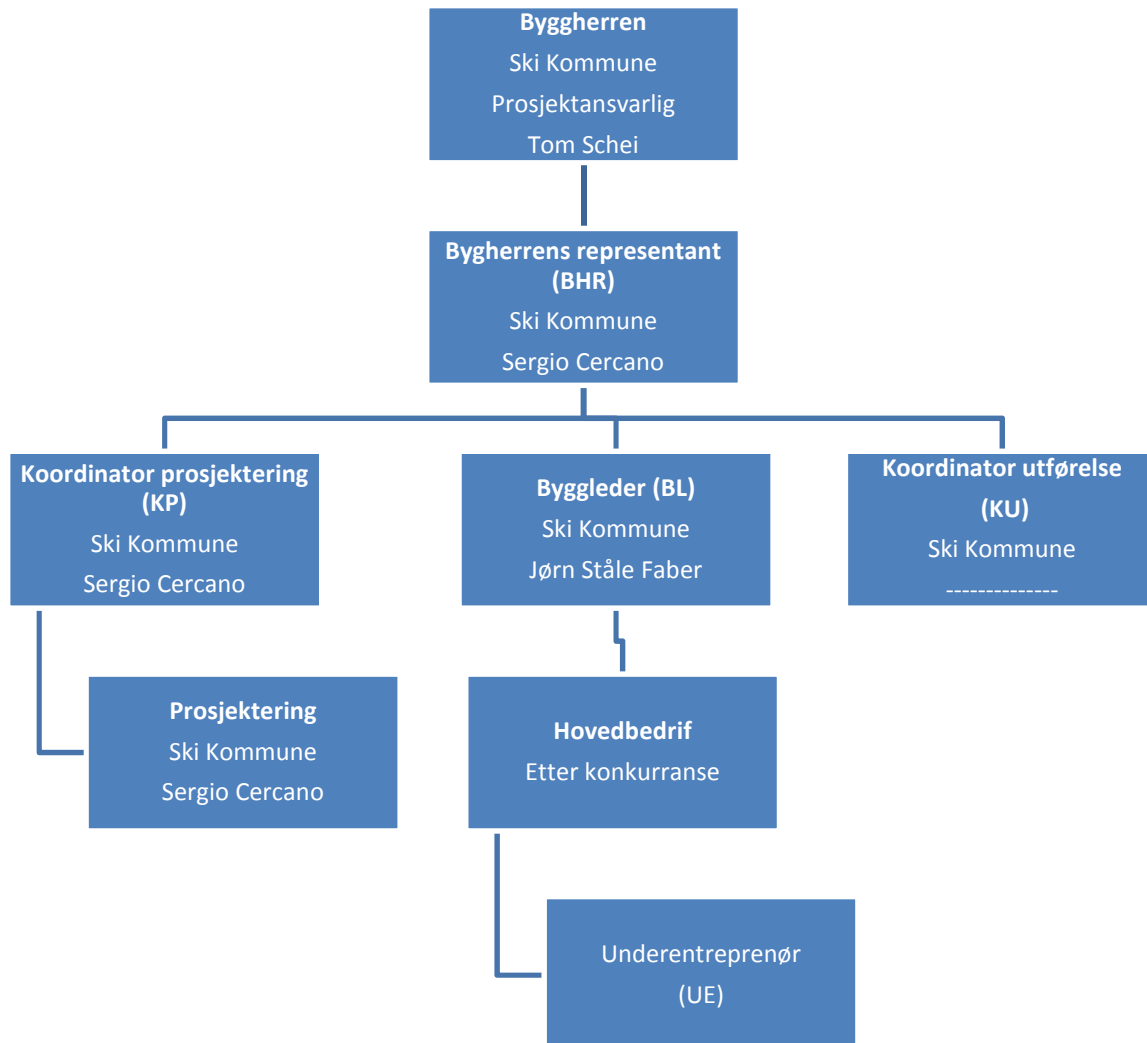 Byggherren
Ski Kommune
Prosjektansvarlig
Tom Schei
Bygherrens representant
(BHR)
Ski Kommune
Sergio Cercano
Koordinator prosjektering
(KP)
Ski Kommune
Sergio Cercano
Byggleder (BL)
Ski Kommune
Jørn Ståle Faber
Koordinator utførelse
(KU)
Ski Kommune
--------------
Prosjektering
Ski Kommune
Sergio Cercano
Hovedbedrif
Etter konkurranse
Underentreprenør
(UE)